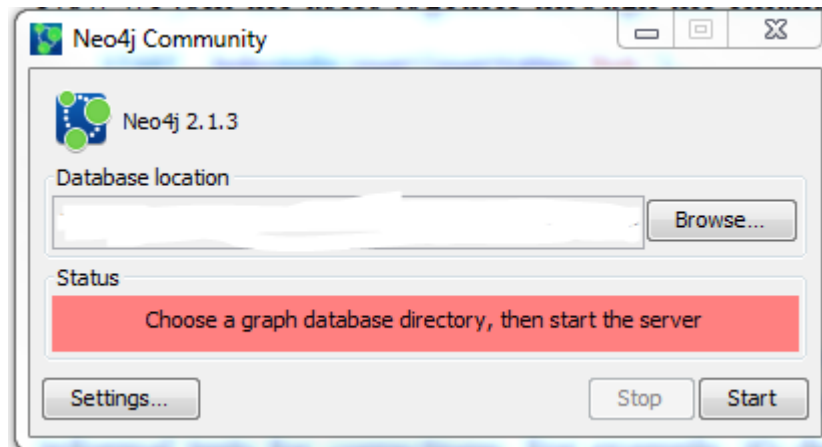 Neo4j Community
Neo4j 2.1.3
Database location
Browse...
Status
Choose a graph database directory, then start the server
Settings...
Stop
Start